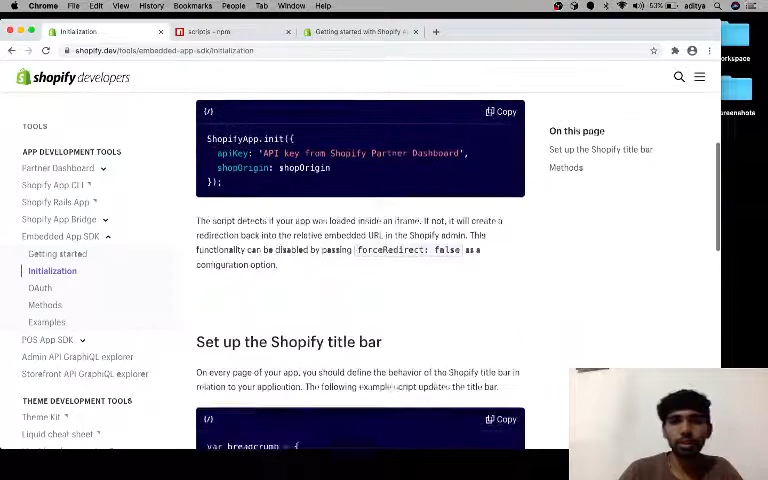 Chrome File Edit View History Bookmarks People Tab Window Help 53% aditya
Initialization
scriptjs - npm
Getting started with Shopify A
shopify.dev/tools/embedded-app-sdk/initialization
shopify developers
TOOLS
APP DEVELOPMENT TOOLS
Partner Dashboard
Shopify App CLI
Shopify Rails App
Shopify App Bridge
Embedded App SDK
Getting started
Initialization
OAuth
Methods
Examples
POS App SDK
Admin API GraphiQL explorer
Storefront API GraphiQL explorer
THEME DEVELOPMENT TOOLS
Theme Kit
Liquid cheat sheet
{/} Copy
ShopifyApp.init({
apiKey: 'API key from Shopify Partner Dashboard',
shopOrigin: shopOrigin
});
The script detects if your app was loaded inside an iframe. If not, it will create a
redirection back into the relative embedded URL in the Shopify admin. This
functionality can be disabled by passing forceRedirect: false as a
configuration option.
Set up the Shopify title bar
On every page of your app, you should define the behavior of the Shopify title bar in
relation to your application. The following example script updates the title bar.
{/} Copy
var breadcrumb = {
On this page
Set up the Shopify title bar
Methods